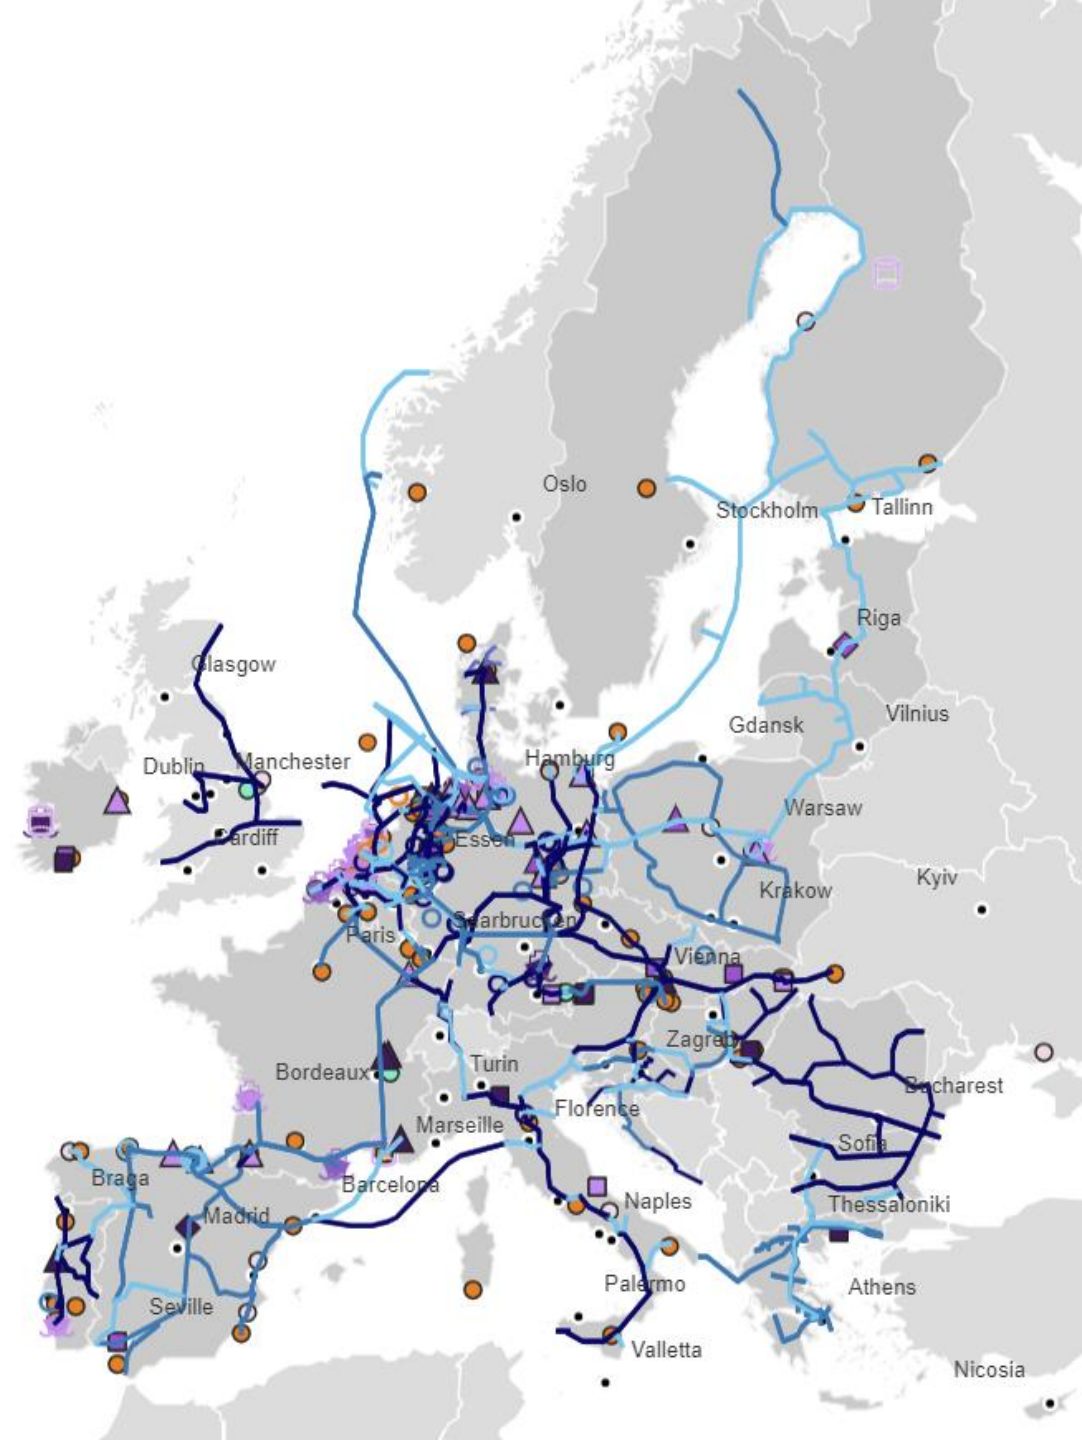 Oslo
Stockholm
Tallinn
Riga
Glasgow
Vilnius
Gdansk
Dublin
Manchester
Hamburg
Warsaw
Cardiff
Essen
Kyiv
Krakow
Saarbrucken
Paris
Vienna
Zagreb
Turin
Bordeaux
Bucharest
Florence
Marseille
Sofia
Braga
Barcelona
Naples
Thessaloniki
Madrid
Palermo
Athens
Seville
Valletta
Nicosia